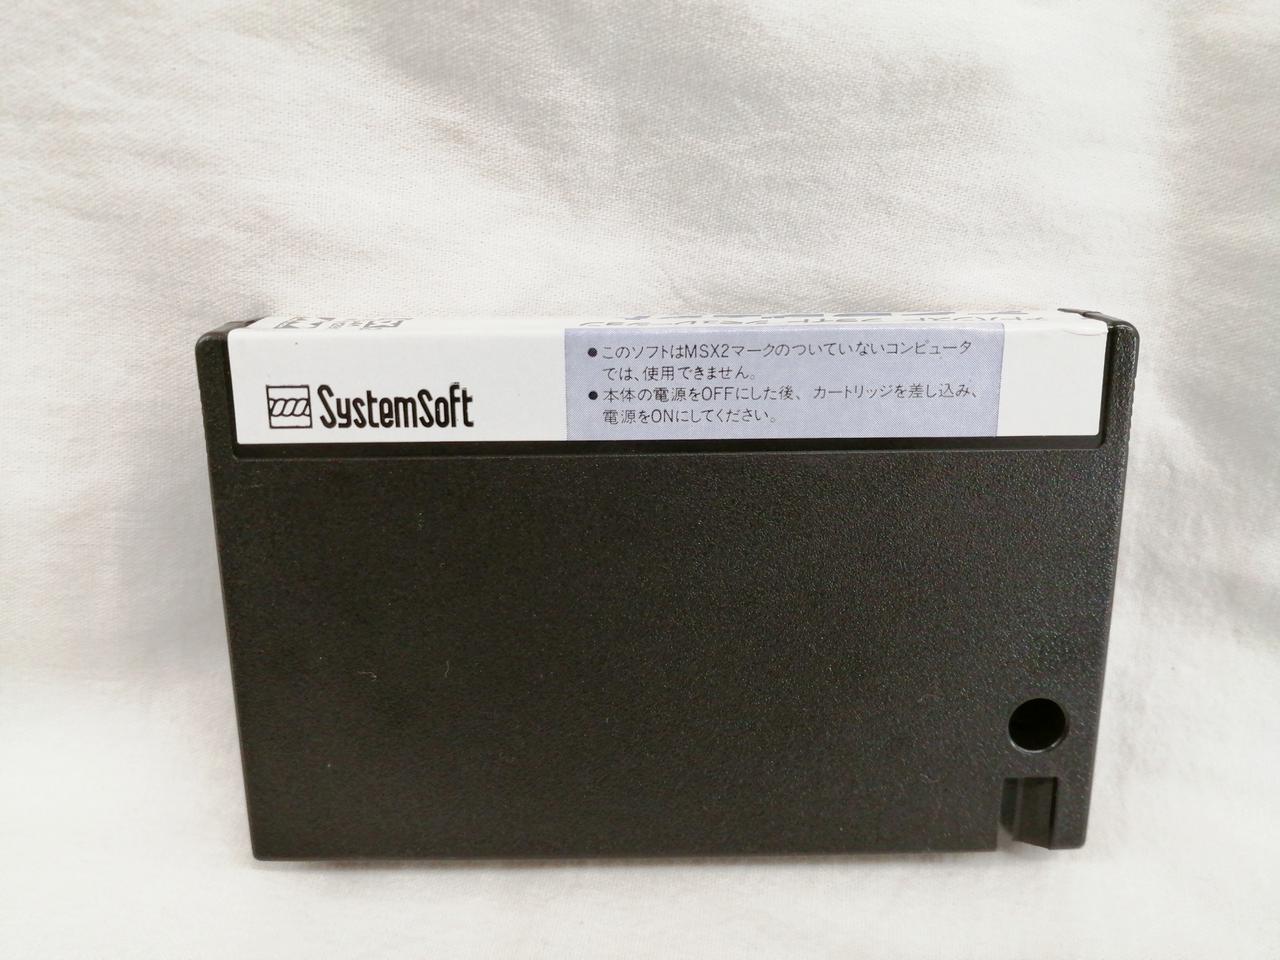 SystemSoft
●このソフトはMSX2マークのついていないコンピュータ
では、使用できません。
●本体の電源をOFFにした後、カートリッジを差し込み、
電源をONにしてください。